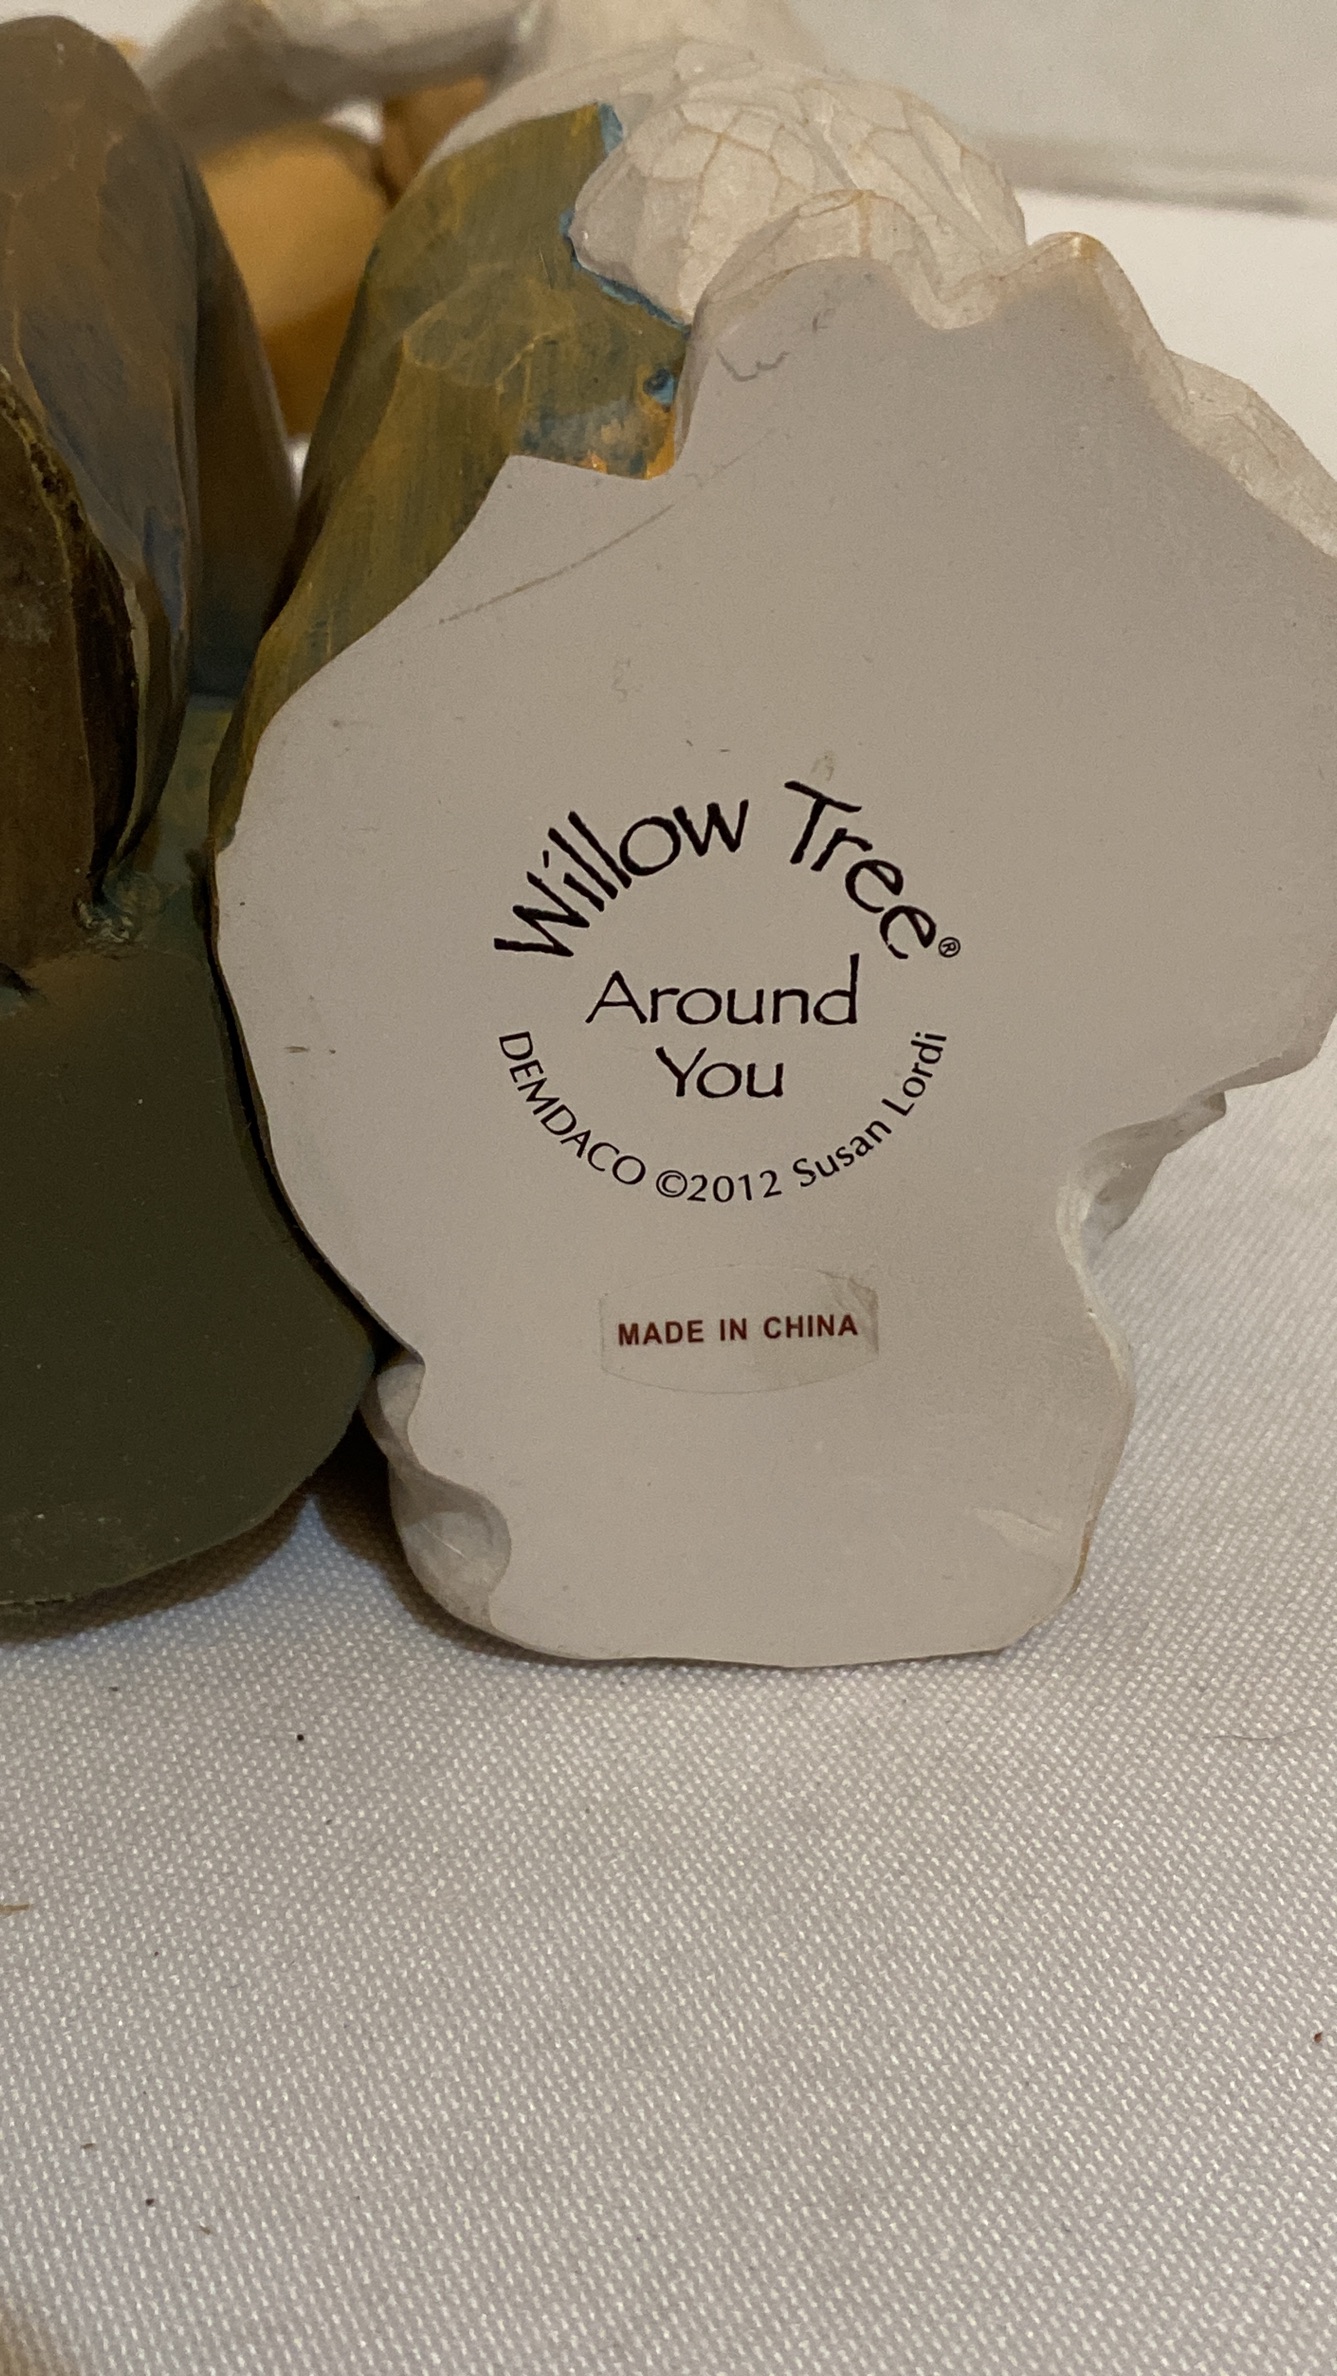 Willow Tree®
Around
You
DEMDACO ©2012 Susan Lordi
MADE IN CHINA